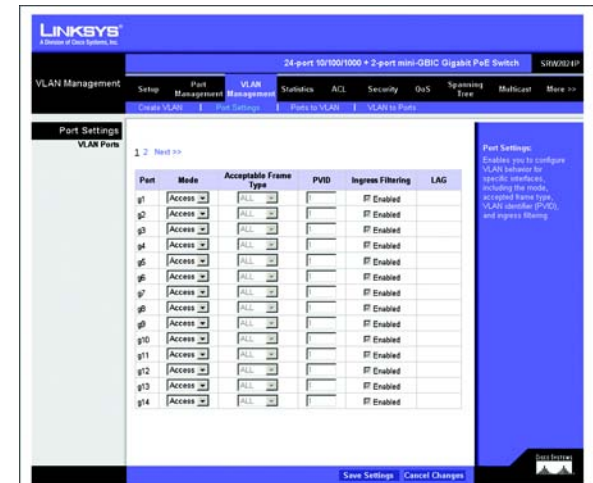 LINKSYS®
A Division of Cisco Systems, Inc.
24-port 10/100/1000 + 2-port mini-GBIC Gigabit PoE Switch SRW2024P
VLAN Management
Setup Port Management VLAN Management Statistics ACL Security QoS Spanning Tree Multicast More >>
Create VLAN | Port Settings | Ports to VLAN | VLAN to Ports
Port Settings
VLAN Ports
1 2 Next >>
Port Mode Acceptable Frame Type PVID Ingress Filtering LAG
g1 Access ALL 1 Enabled
g2 Access ALL 1 Enabled
g3 Access ALL 1 Enabled
g4 Access ALL 1 Enabled
g5 Access ALL 1 Enabled
g6 Access ALL 1 Enabled
g7 Access ALL 1 Enabled
g8 Access ALL 1 Enabled
g9 Access ALL 1 Enabled
g10 Access ALL 1 Enabled
g11 Access ALL 1 Enabled
g12 Access ALL 1 Enabled
g13 Access ALL 1 Enabled
g14 Access ALL 1 Enabled
Port Settings:
Enables you to configure
VLAN behavior for
specific interfaces,
including the mode,
accepted frame type,
VLAN identifier (PVID),
and ingress filtering.
Save Settings Cancel Changes
CISCO SYSTEMS